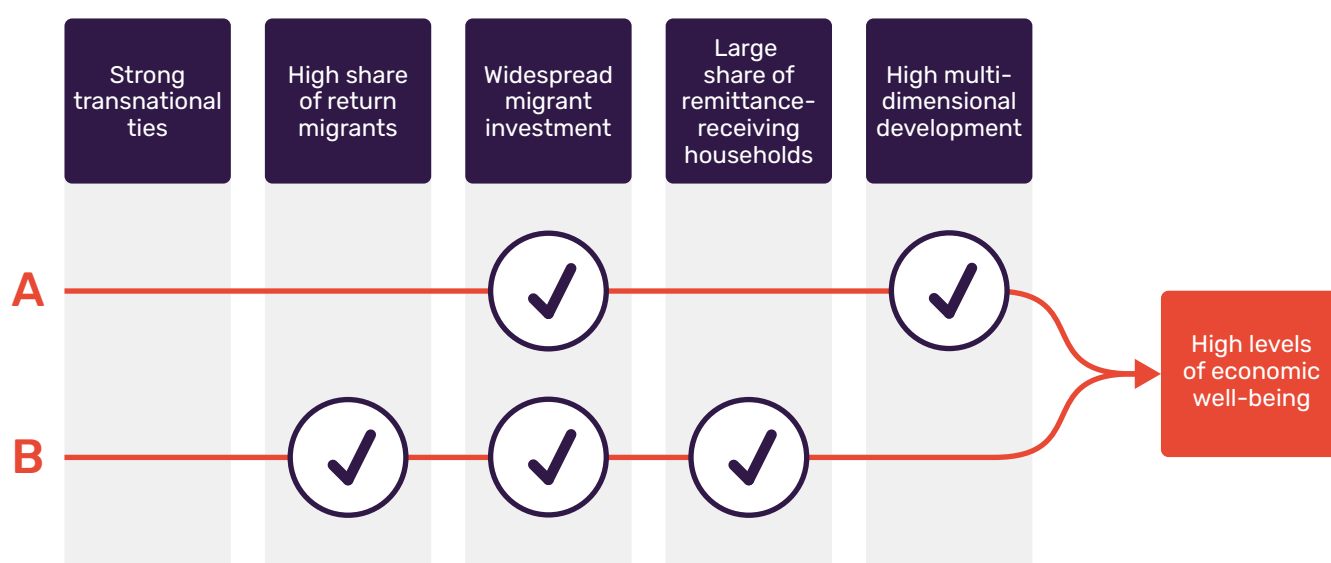 Strong
transnational
ties
High share
of return
migrants
Widespread
migrant
investment
Large
share of
remittance-
receiving
households
High multi-
dimensional
development
A
B
High levels
of economic
well-being